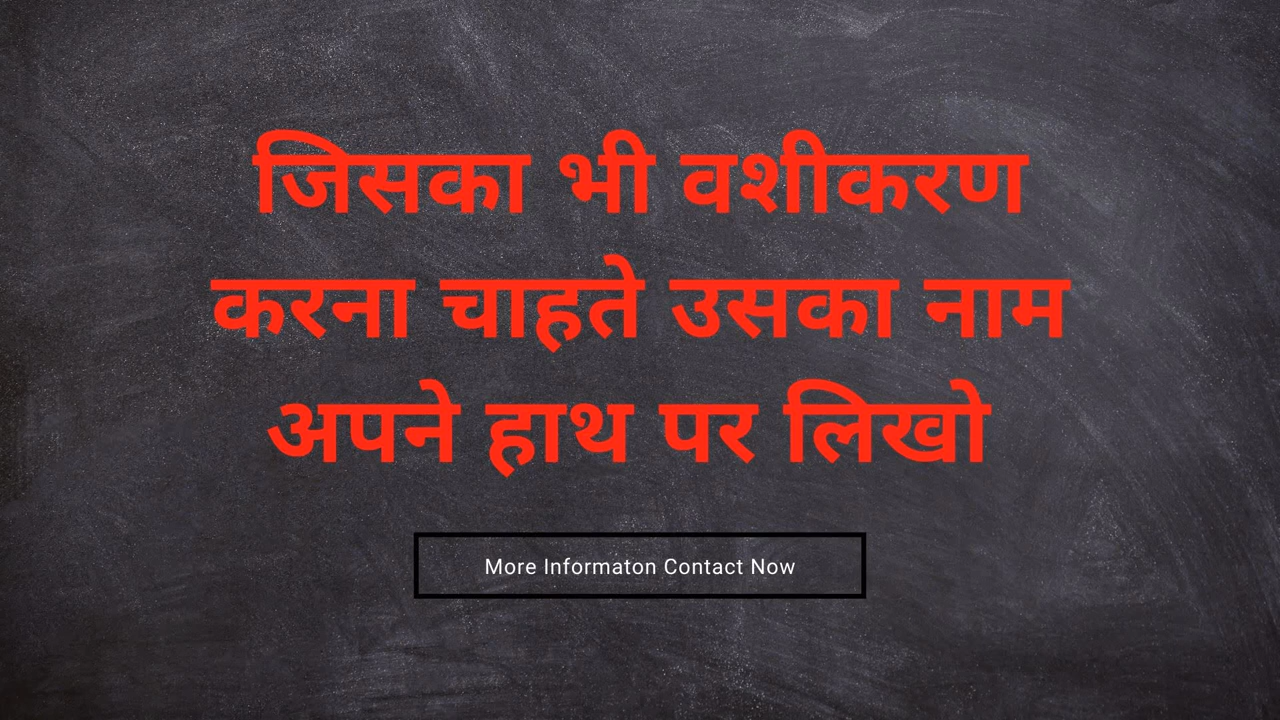 जिसका भी वशीकरण
करना चाहते उसका नाम
अपने हाथ पर लिखो
More Informaton Contact Now